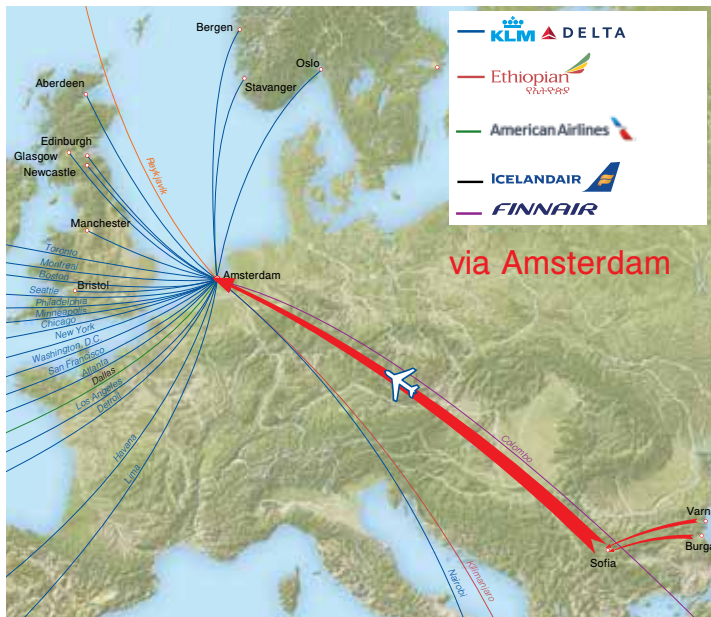 Bergen
Oslo
Stavanger
Aberdeen
Edinburgh
Glasgow
Newcastle
Manchester
Bristol
Amsterdam
Reykjavik
Toronto
Montreal
Boston
Seattle
Philadelphia
Minneapolis
Chicago
New York
Washington, D.C.
San Francisco
Atlanta
Dallas
Los Angeles
Detroit
Havana
Lima
Nairobi
Kilimanjaro
Colombo
Sofia
Varn
Burga
KLM DELTA
Ethiopian
የኢትዮጵያ
American Airlines
ICELANDAIR
FINNAIR
via Amsterdam